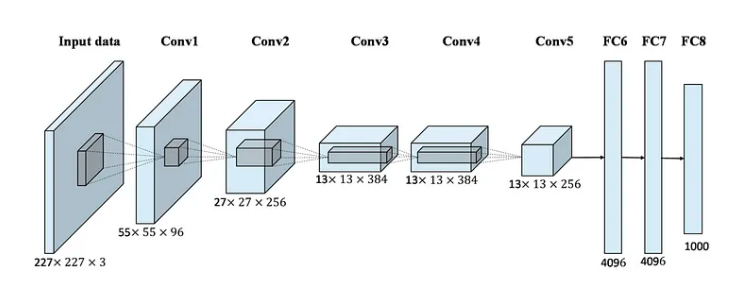 Input data Conv1 Conv2 Conv3 Conv4 Conv5 FC6 FC7 FC8
13× 13 × 384 13× 13 × 384 13× 13 × 256
27× 27 × 256
55× 55 × 96
1000
227× 227 × 3 4096 4096